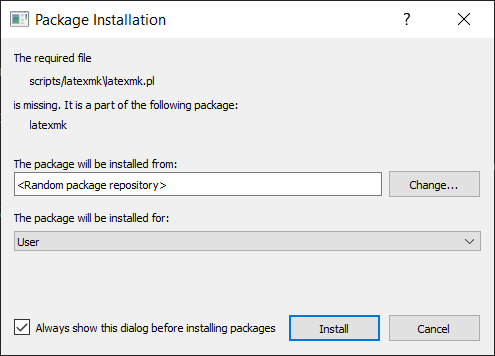 Package Installation
The required file
scripts/latexmk\latexmk.pl
is missing. It is a part of the following package:
latexmk
The package will be installed from:
<Random package repository>
Change...
The package will be installed for:
User
Always show this dialog before installing packages
Install
Cancel